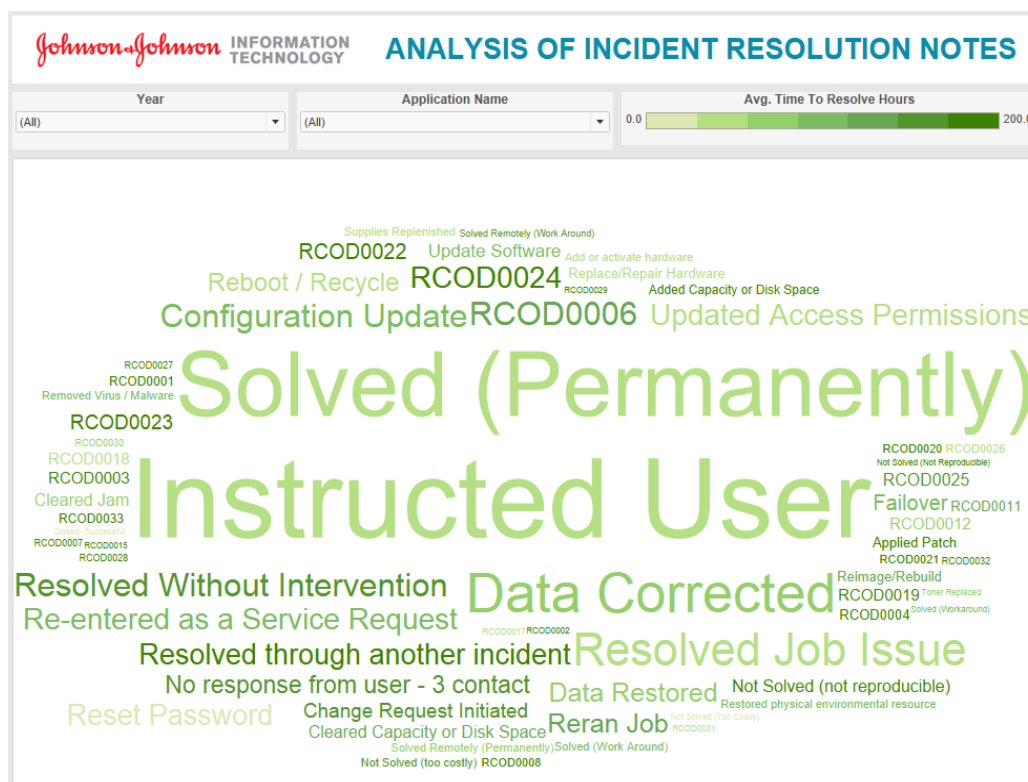 Johnson & Johnson INFORMATION TECHNOLOGY
ANALYSIS OF INCIDENT RESOLUTION NOTES
Year
Application Name
Avg. Time To Resolve Hours
(All)
(All)
0.0
200.0
Supplies Replenished Solved Remotely (Work Around)
RCOD0022 Update Software Add or activate hardware
Reboot / Recycle RCOD0024 Replace/Repair Hardware
RCOD0029 Added Capacity or Disk Space
Configuration Update RCOD0006 Updated Access Permissions
Solved (Permanently)
RCOD0027
RCOD0001
Removed Virus / Malware
RCOD0023
RCOD0030
RCOD0018
RCOD0003
Cleared Jam
RCOD0033
Closed- Successful
RCOD0007 RCOD0015
RCOD0028
Instructed User
RCOD0020 RCOD0026
Not Solved (Not Reproducible)
RCOD0025
Failover RCOD0011
RCOD0012
Applied Patch
RCOD0021 RCOD0032
Resolved Without Intervention
Data Corrected
Reimage/Rebuild
RCOD0019 Toner Replaced
RCOD0004 Solved (Workaround)
Re-entered as a Service Request
RCOD0017 RCOD0002
Resolved through another incident Resolved Job Issue
No response from user - 3 contact Data Restored Not Solved (not reproducible)
Restored physical environmental resource
Reset Password Change Request Initiated Reran Job Not Solved (Too Costly)
RCOD0031
Cleared Capacity or Disk Space
Solved Remotely (Permanently) Solved (Work Around)
Not Solved (too costly) RCOD0008